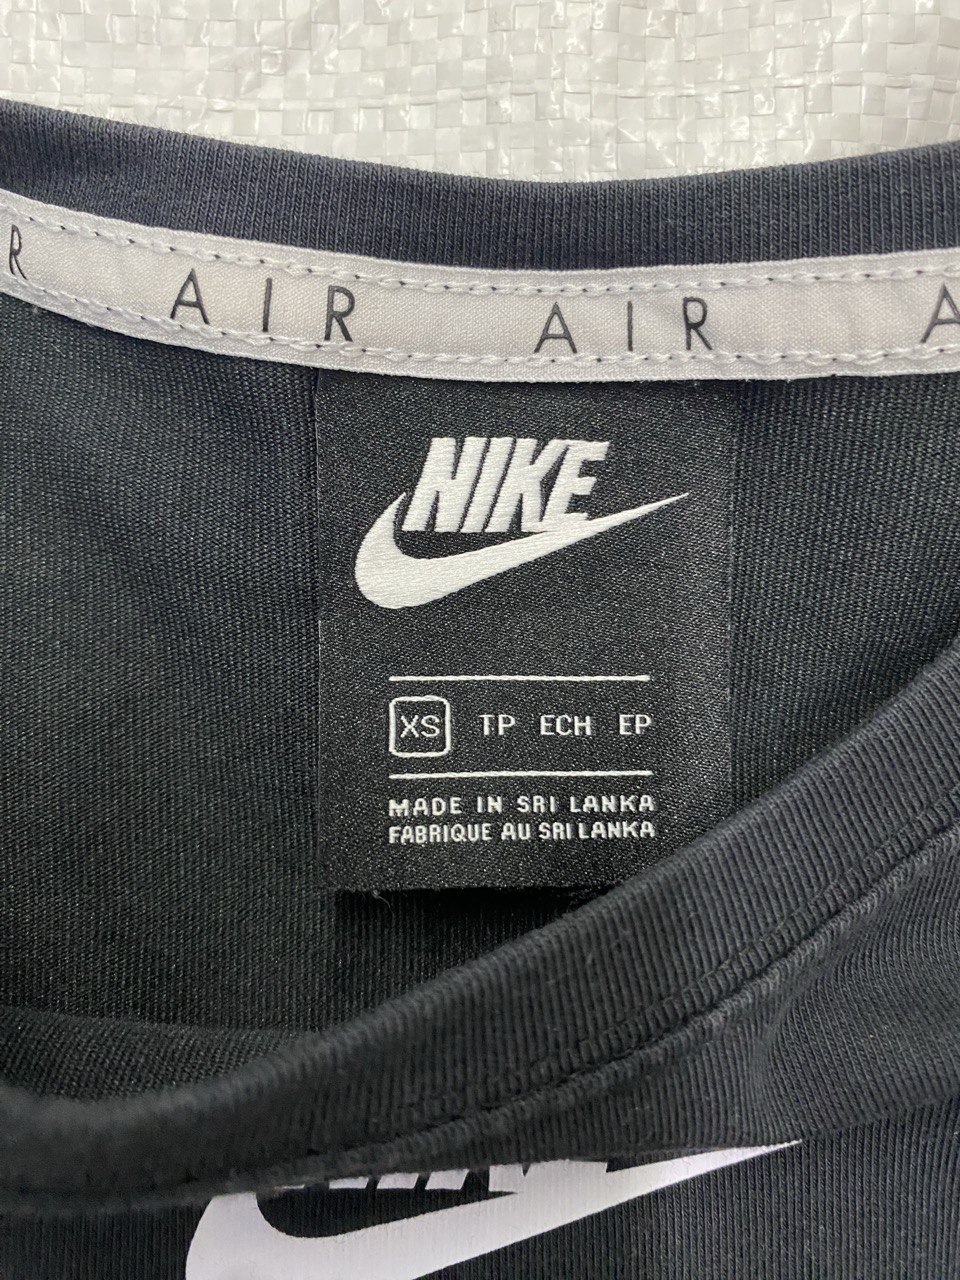 R AIR AIR A
NIKE
XS TP ECH EP
MADE IN SRI LANKA
FABRIQUE AU SRI LANKA